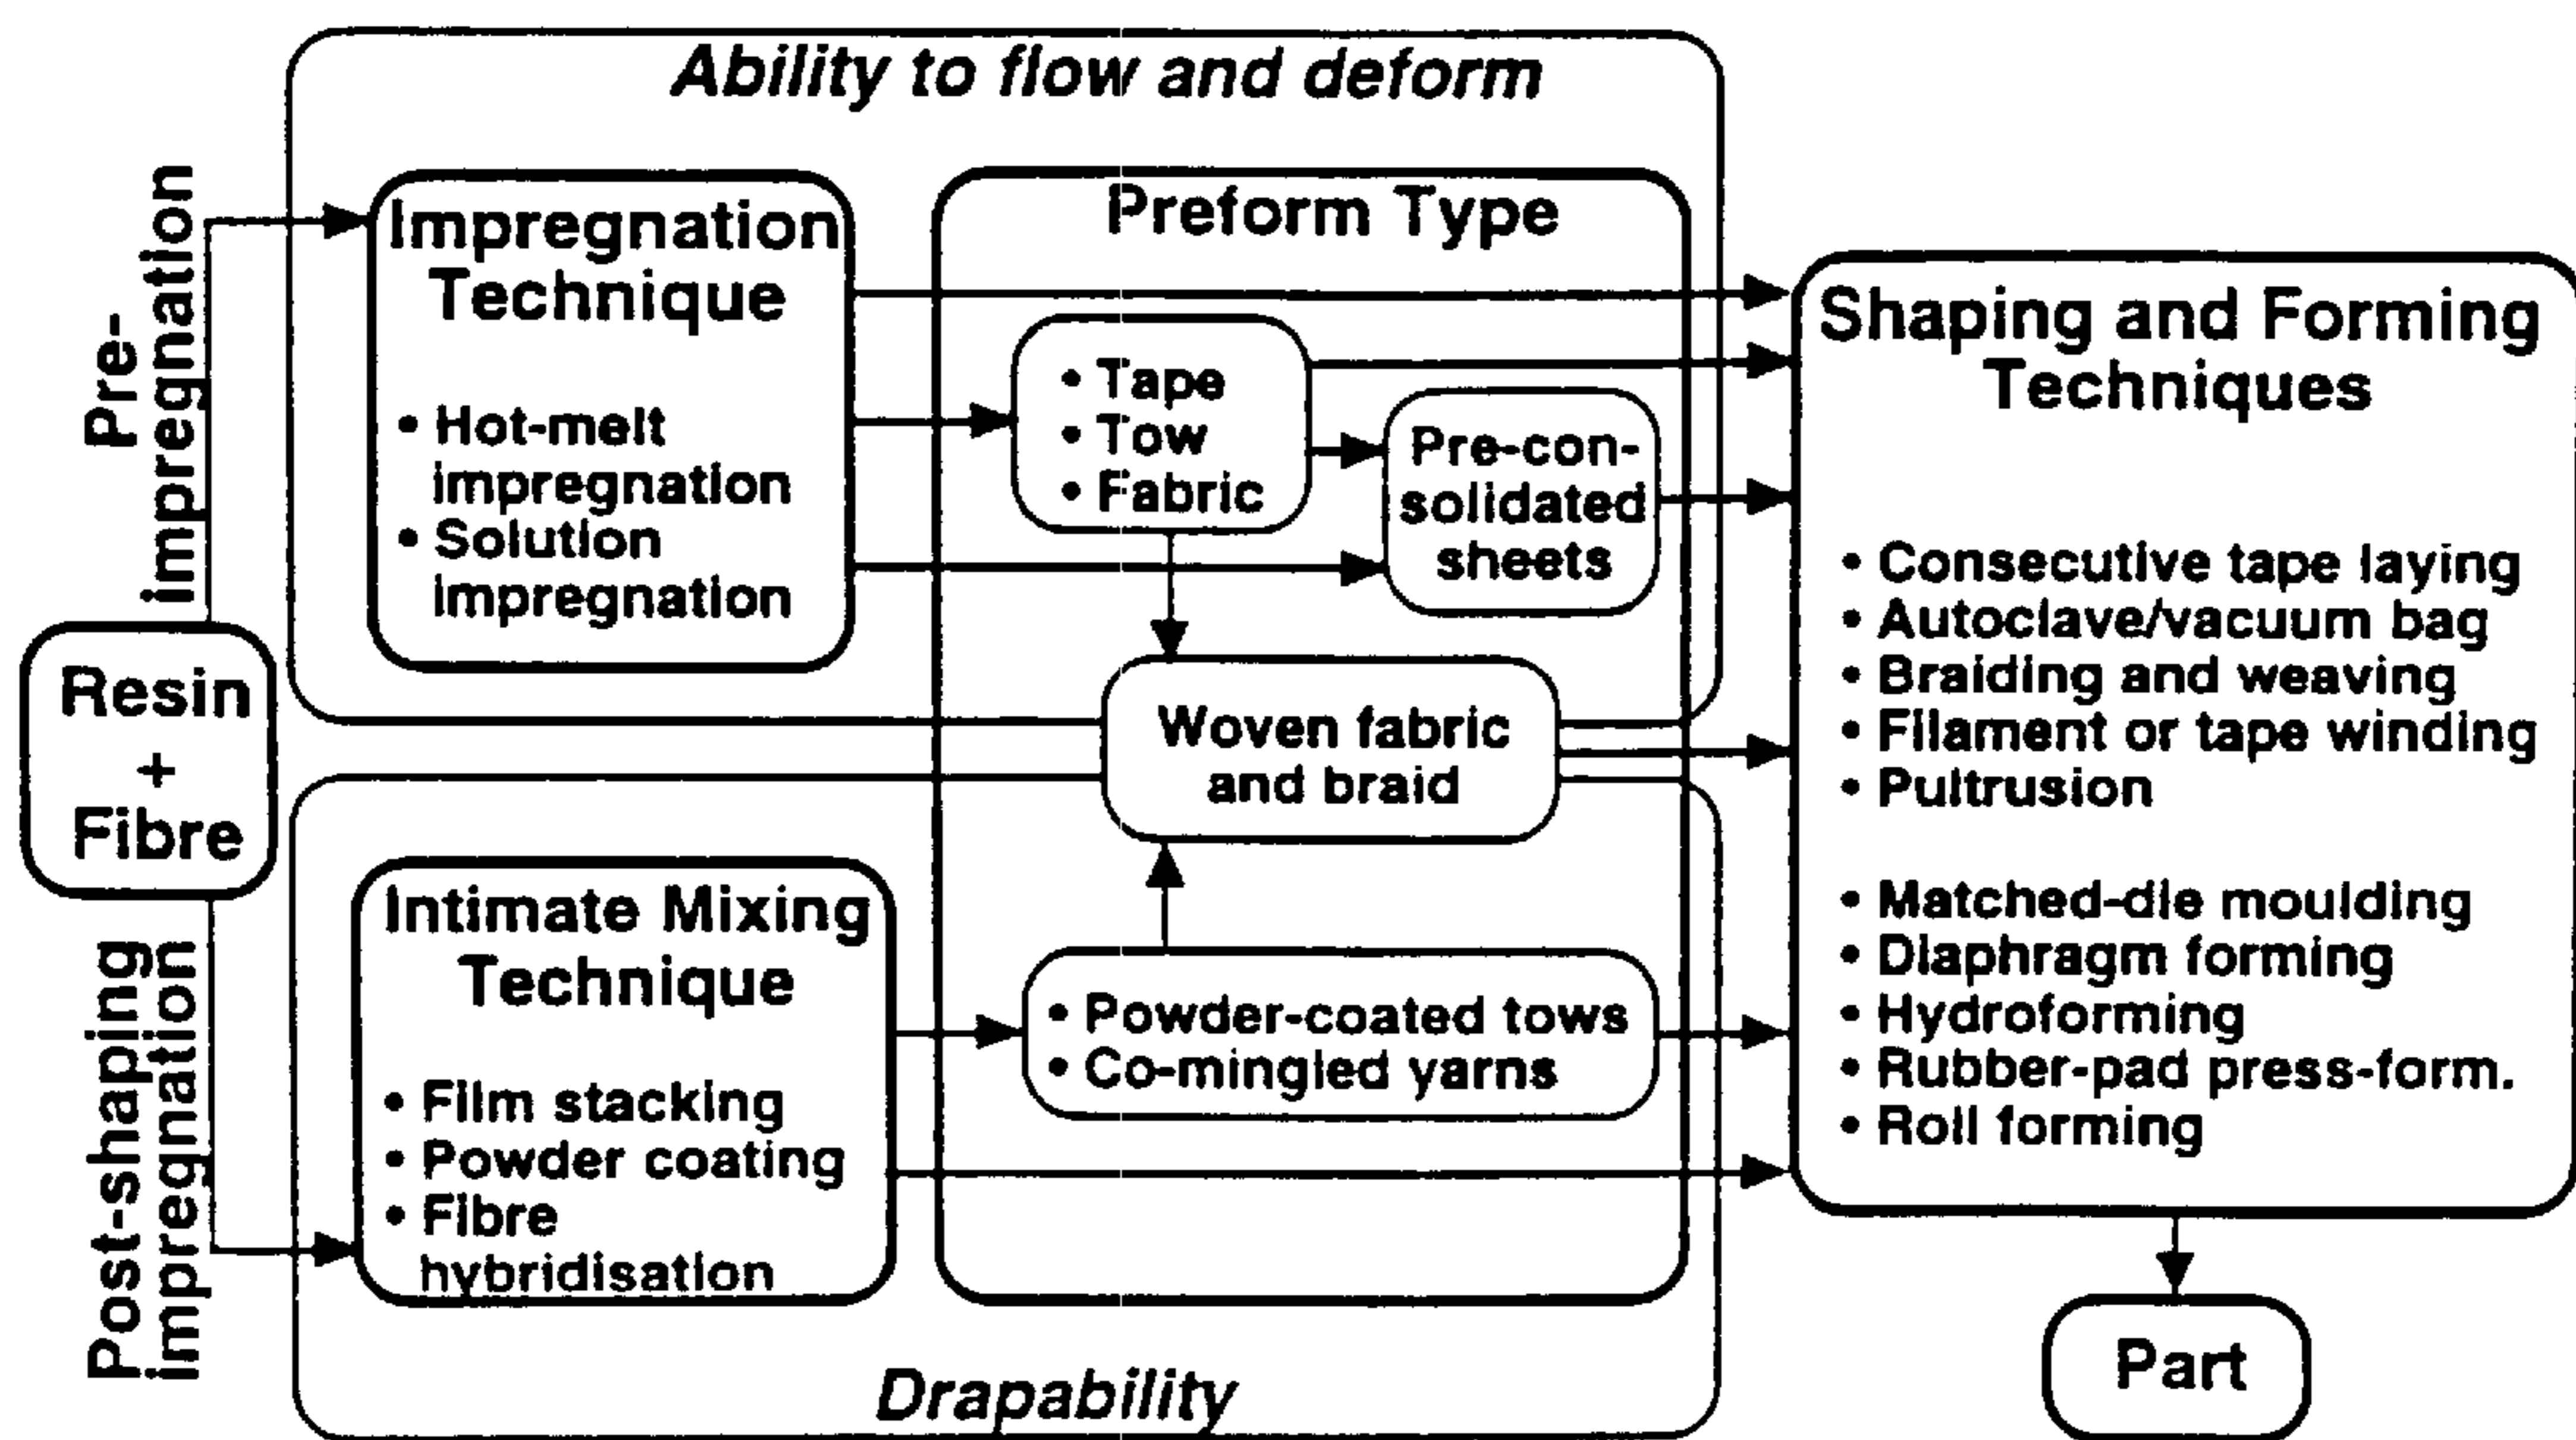 Ability to flow and deform
Pre-
impregnation
Impregnation
Technique
• Hot-melt
impregnation
• Solution
impregnation
Preform Type
• Tape
• Tow
• Fabric
Pre-con-
solidated
sheets
Woven fabric
and braid
Resin
+
Fibre
Post-shaping
impregnation
Intimate Mixing
Technique
• Film stacking
• Powder coating
• Fibre
hybridisation
• Powder-coated tows
• Co-mingled yarns
Drapability
Shaping and Forming
Techniques
• Consecutive tape laying
• Autoclave/vacuum bag
• Braiding and weaving
• Filament or tape winding
• Pultrusion
• Matched-die moulding
• Diaphragm forming
• Hydroforming
• Rubber-pad press-form.
• Roll forming
Part